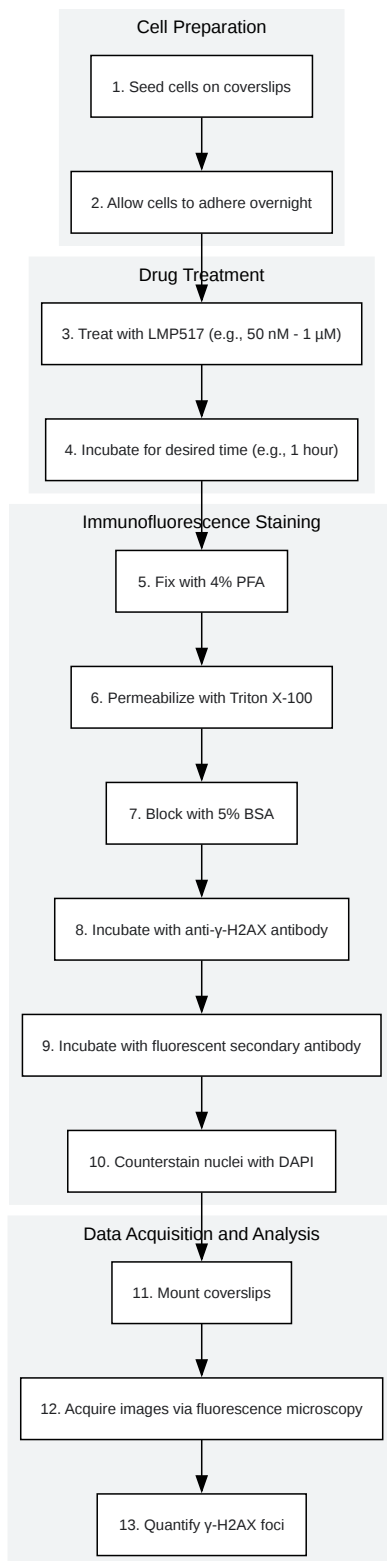 Cell Preparation
1. Seed cells on coverslips
2. Allow cells to adhere overnight
Drug Treatment
3. Treat with LMP517 (e.g., 50 nM - 1 µM)
4. Incubate for desired time (e.g., 1 hour)
Immunofluorescence Staining
5. Fix with 4% PFA
6. Permeabilize with Triton X-100
7. Block with 5% BSA
8. Incubate with anti-γ-H2AX antibody
9. Incubate with fluorescent secondary antibody
10. Counterstain nuclei with DAPI
Data Acquisition and Analysis
11. Mount coverslips
12. Acquire images via fluorescence microscopy
13. Quantify γ-H2AX foci